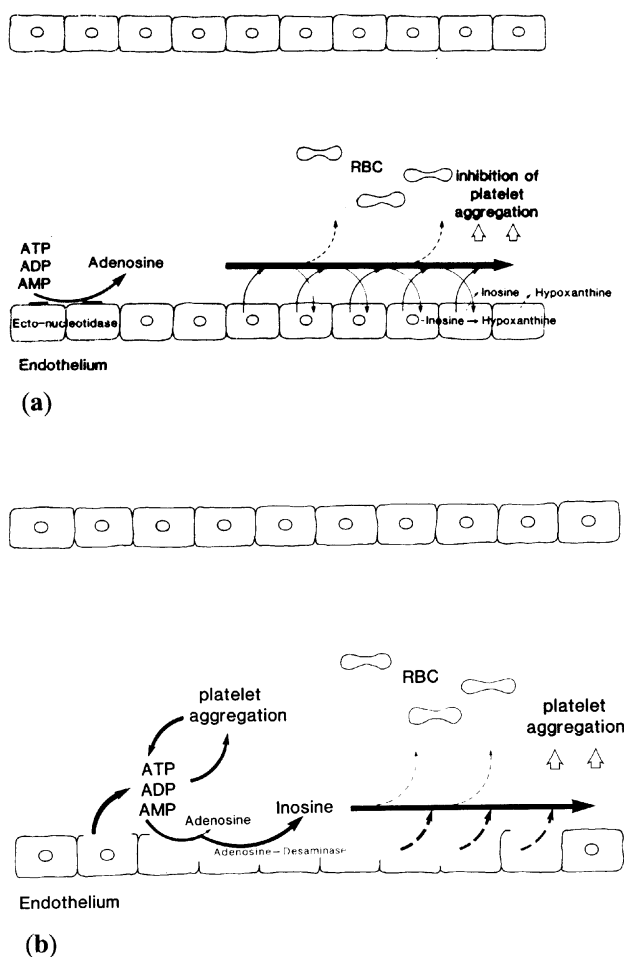 RBC
inhibition of
platelet
aggregation
ATP
ADP
AMP
Adenosine
Inosine
Hypoxanthine
Ecto-nucleotidase
Inosine → Hypoxanthine
Endothelium
(a)
platelet
aggregation
RBC
platelet
aggregation
ATP
ADP
AMP
Adenosine
Inosine
Adenosine-Desaminase
Endothelium
(b)